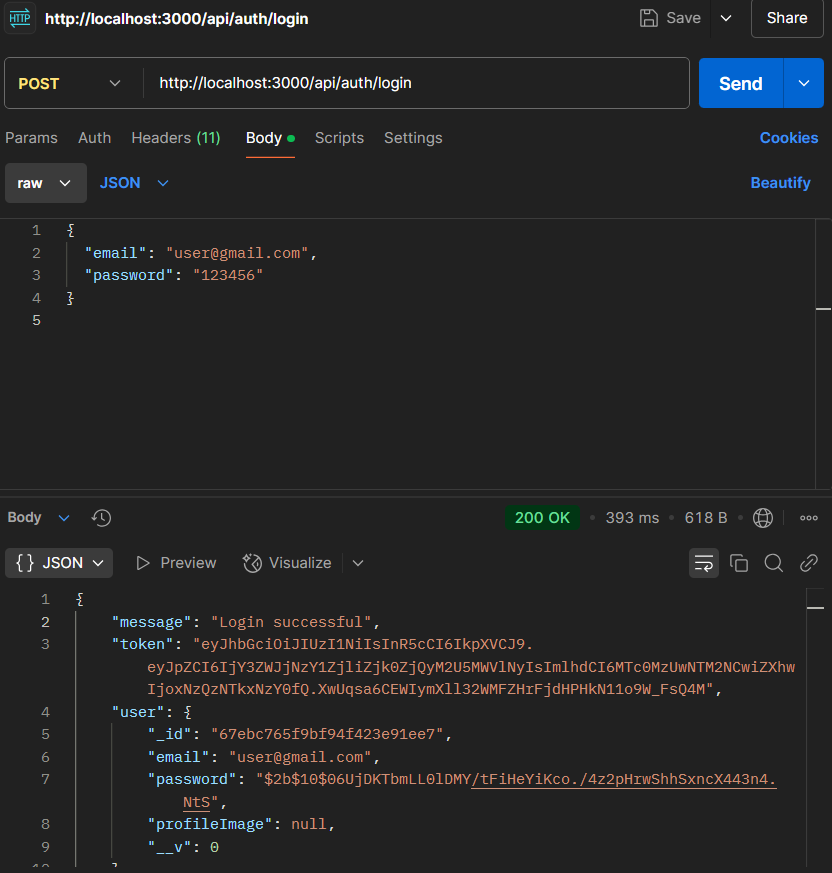 HTTP http://localhost:3000/api/auth/login Save Share
POST http://localhost:3000/api/auth/login Send
Params Auth Headers (11) Body Scripts Settings Cookies
raw JSON Beautify
1 {
2 "email": "user@gmail.com",
3 "password": "123456"
4 }
5
Body 200 OK • 393 ms • 618 B •
{} JSON Preview Visualize
1 {
2 "message": "Login successful",
3 "token": "eyJhbGciOiJIUzI1NiIsInR5cCI6IkpXVCJ9.
eyJpZCI6IjY3ZWJjNzY1ZjliZjk0ZjQyM2U5MWVlNyIsImlhdCI6MTc0MzUwNTM2NCwiZXhw
IjoxNzQzNTkxNzY0fQ.XwUqsa6CEWIymXll32WMFZHrFjdHPHkN11o9W_FsQ4M",
4 "user": {
5 "_id": "67ebc765f9bf94f423e91ee7",
6 "email": "user@gmail.com",
7 "password": "$2b$10$06UjDKTbmLL0lDMY/tFiHeYiKco./4z2pHrwShhSxncX443n4.
NtS",
8 "profileImage": null,
9 "__v": 0